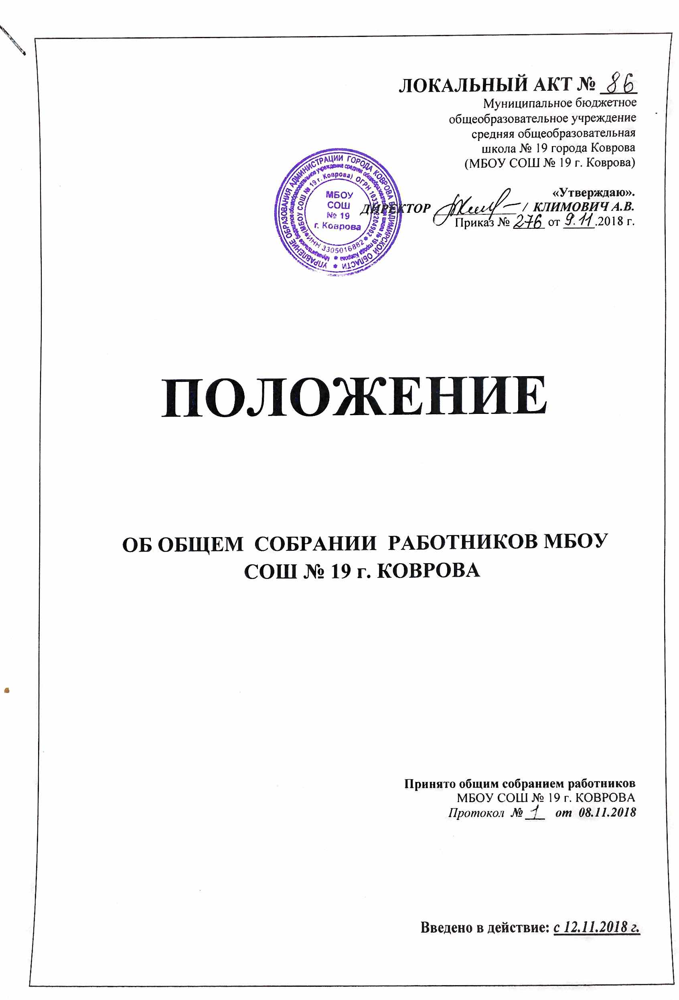 ЛОКАЛЬНЫЙ АКТ № 86
Муниципальное бюджетное
общеобразовательное учреждение
средняя общеобразовательная
школа № 19 города Коврова
(МБОУ СОШ № 19 г. Коврова)
«Утверждаю».
ДИРЕКТОР / КЛИМОВИЧ А.В.
Приказ № 276 от 9.11.2018 г.
УПРАВЛЕНИЕ ОБРАЗОВАНИЯ АДМИНИСТРАЦИИ ГОРОДА КОВРОВА ВЛАДИМИРСКОЙ ОБЛАСТИ
Муниципальное бюджетное общеобразовательное учреждение средняя общеобразовательная школа № 19 города Коврова
(МБОУ СОШ № 19 г. Коврова) ОГРН
ИНН 3305016882
МБОУ
СОШ
№ 19
г. Коврова
ПОЛОЖЕНИЕ
ОБ ОБЩЕМ СОБРАНИИ РАБОТНИКОВ МБОУ
СОШ № 19 г. КОВРОВА
Принято общим собранием работников
МБОУ СОШ № 19 г. КОВРОВА
Протокол № 1 от 08.11.2018
Введено в действие: с 12.11.2018 г.